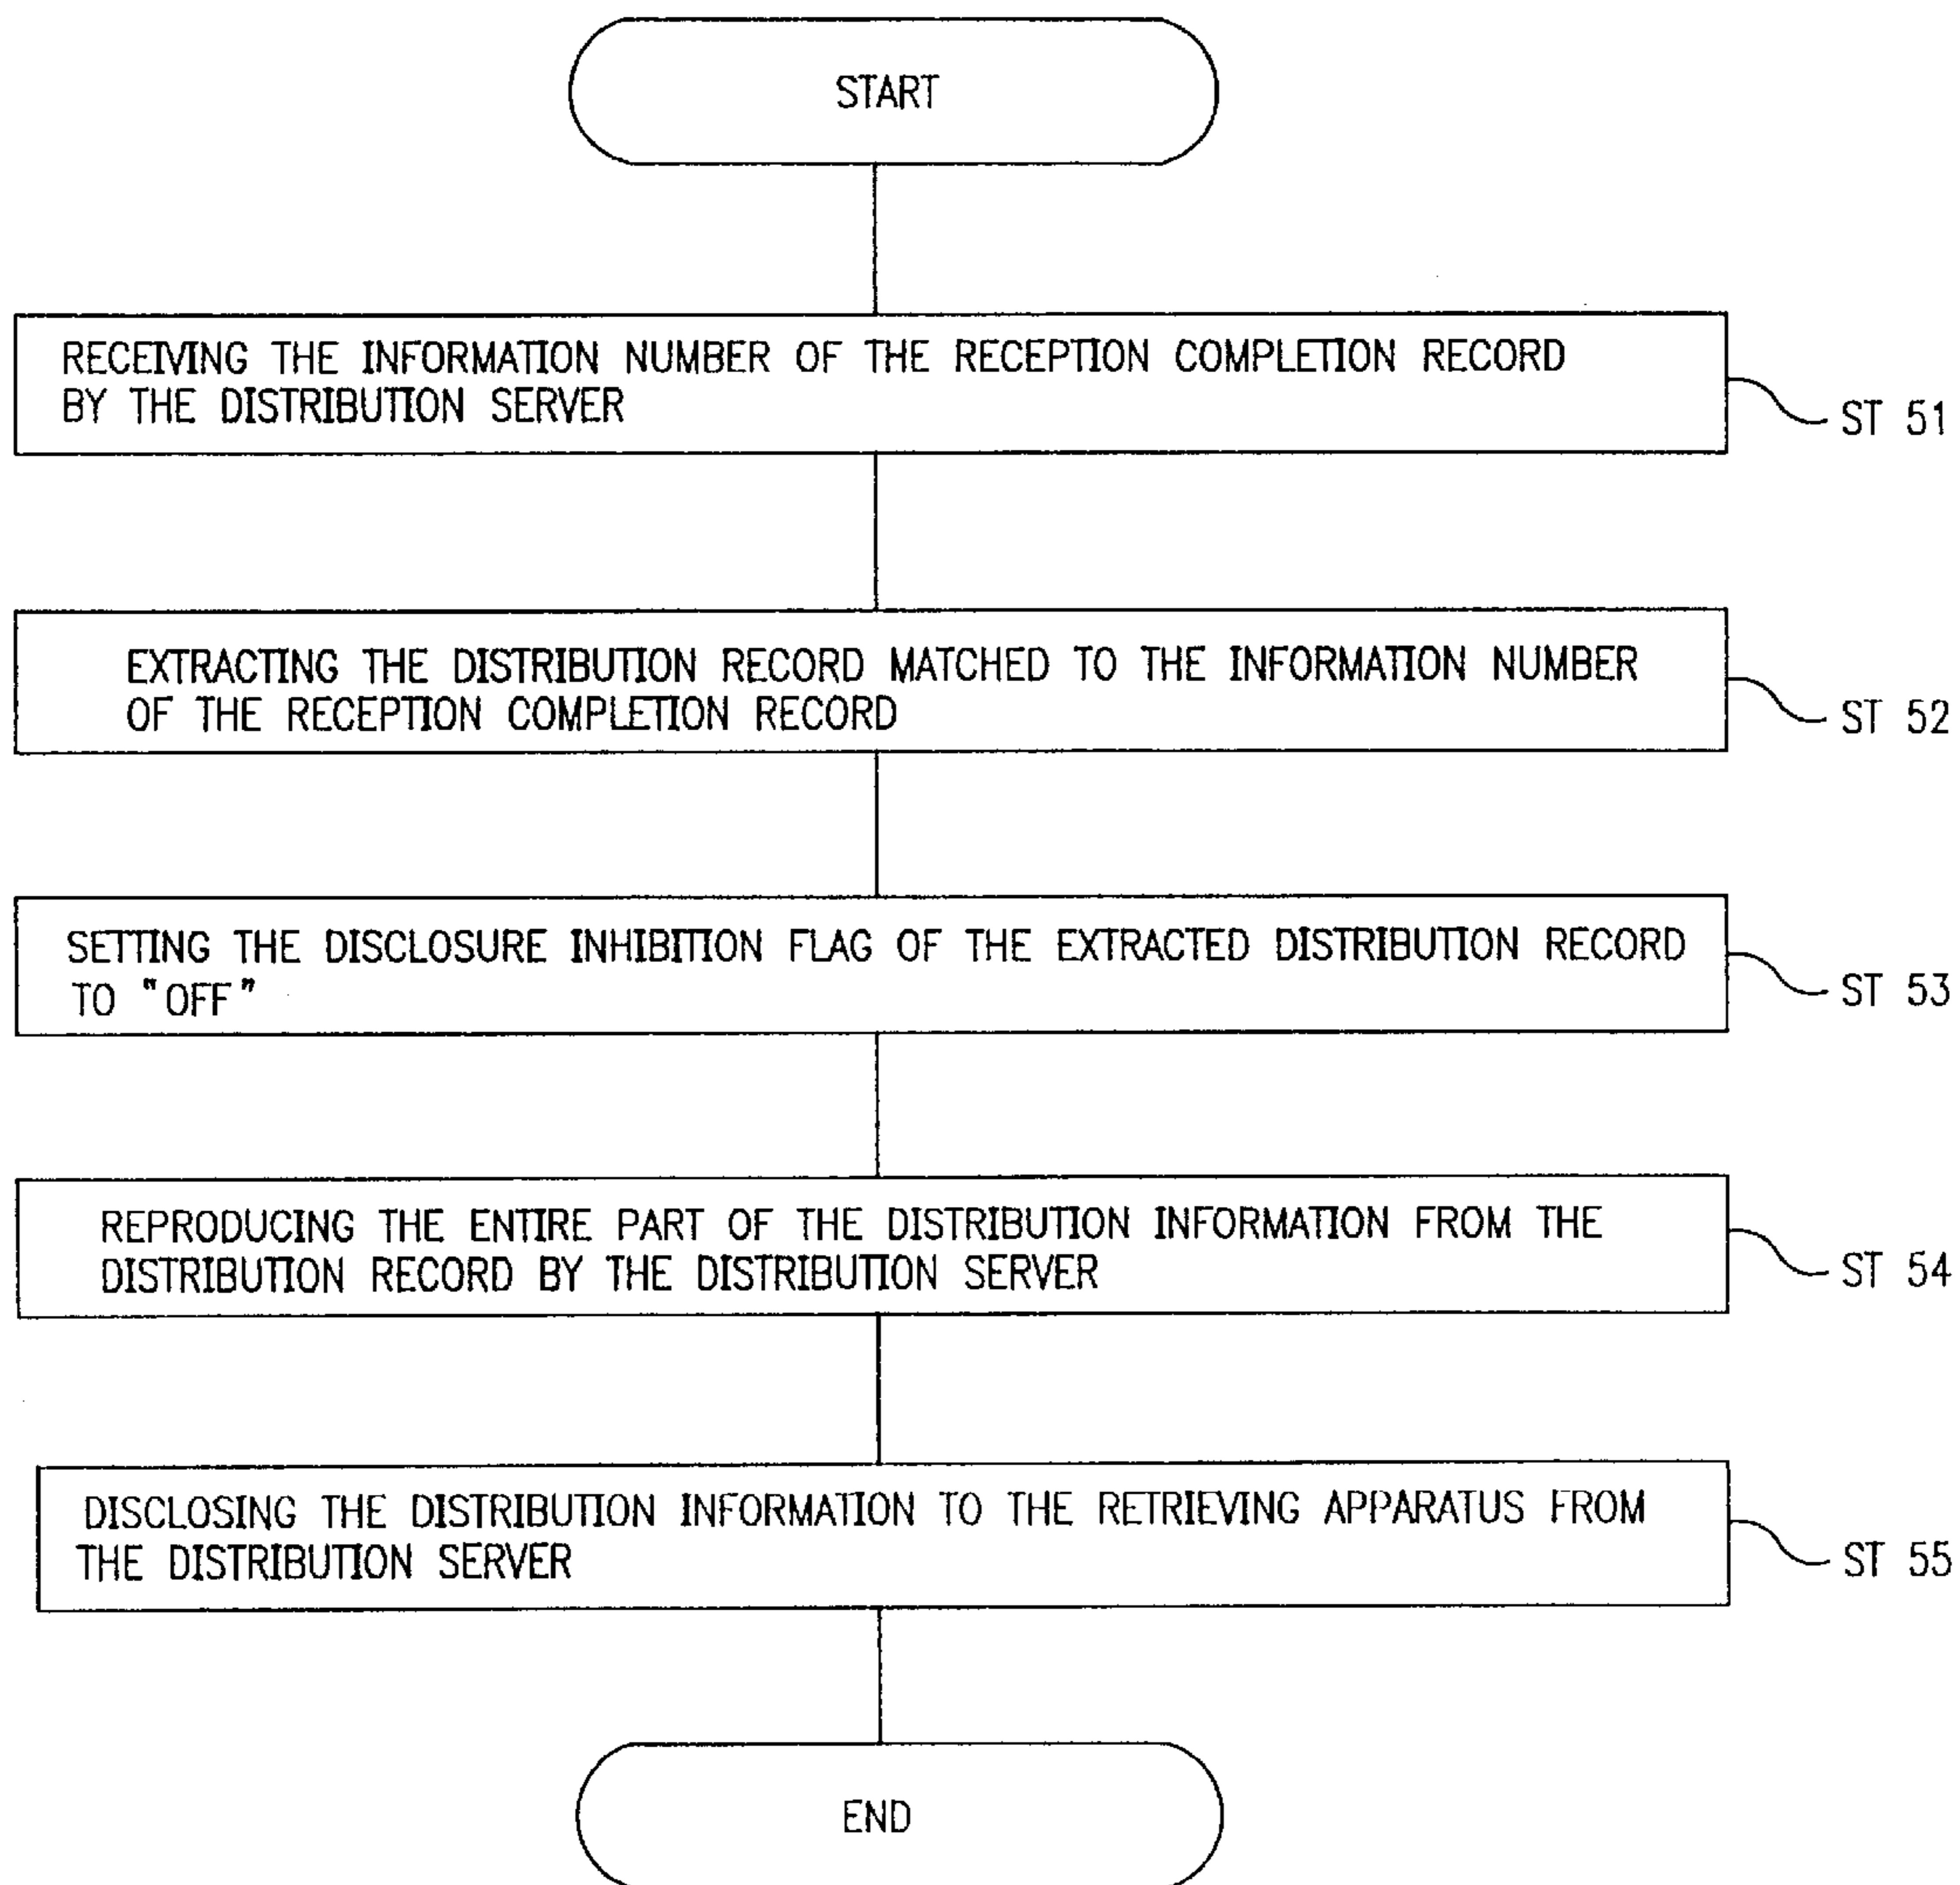 START
RECEIVING THE INFORMATION NUMBER OF THE RECEPTION COMPLETION RECORD
BY THE DISTRIBUTION SERVER
ST 51
EXTRACTING THE DISTRIBUTION RECORD MATCHED TO THE INFORMATION NUMBER
OF THE RECEPTION COMPLETION RECORD
ST 52
SETTING THE DISCLOSURE INHIBITION FLAG OF THE EXTRACTED DISTRIBUTION RECORD
TO "OFF"
ST 53
REPRODUCING THE ENTIRE PART OF THE DISTRIBUTION INFORMATION FROM THE
DISTRIBUTION RECORD BY THE DISTRIBUTION SERVER
ST 54
DISCLOSING THE DISTRIBUTION INFORMATION TO THE RETRIEVING APPARATUS FROM
THE DISTRIBUTION SERVER
ST 55
END